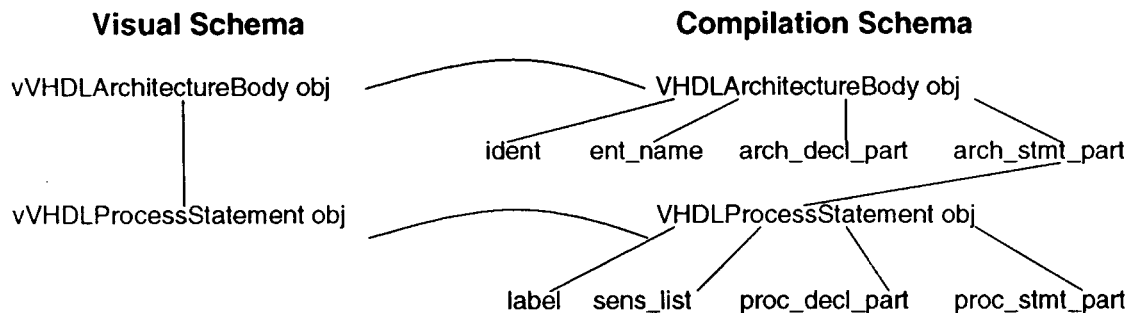 Visual Schema Compilation Schema
vVHDLArchitectureBody obj VHDLArchitectureBody obj
ident ent_name arch_decl_part arch_stmt_part
vVHDLProcessStatement obj VHDLProcessStatement obj
label sens_list proc_decl_part proc_stmt_part